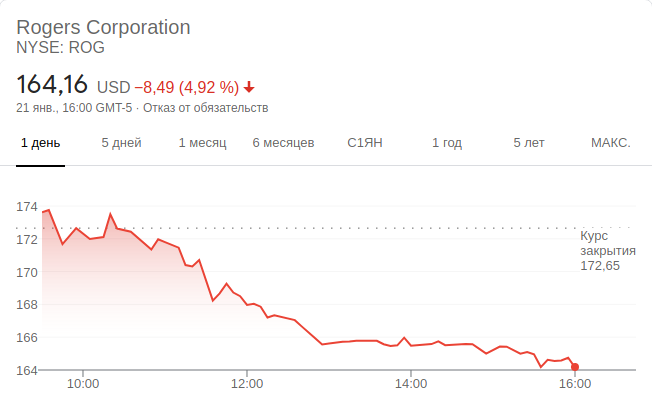 Rogers Corporation
NYSE: ROG
164,16 USD −8,49 (4,92 %)
21 янв., 16:00 GMT-5 · Отказ от обязательств
1 день 5 дней 1 месяц 6 месяцев С1ЯН 1 год 5 лет МАКС.
174
172
170
168
166
164
Курс
закрытия
172,65
10:00 12:00 14:00 16:00